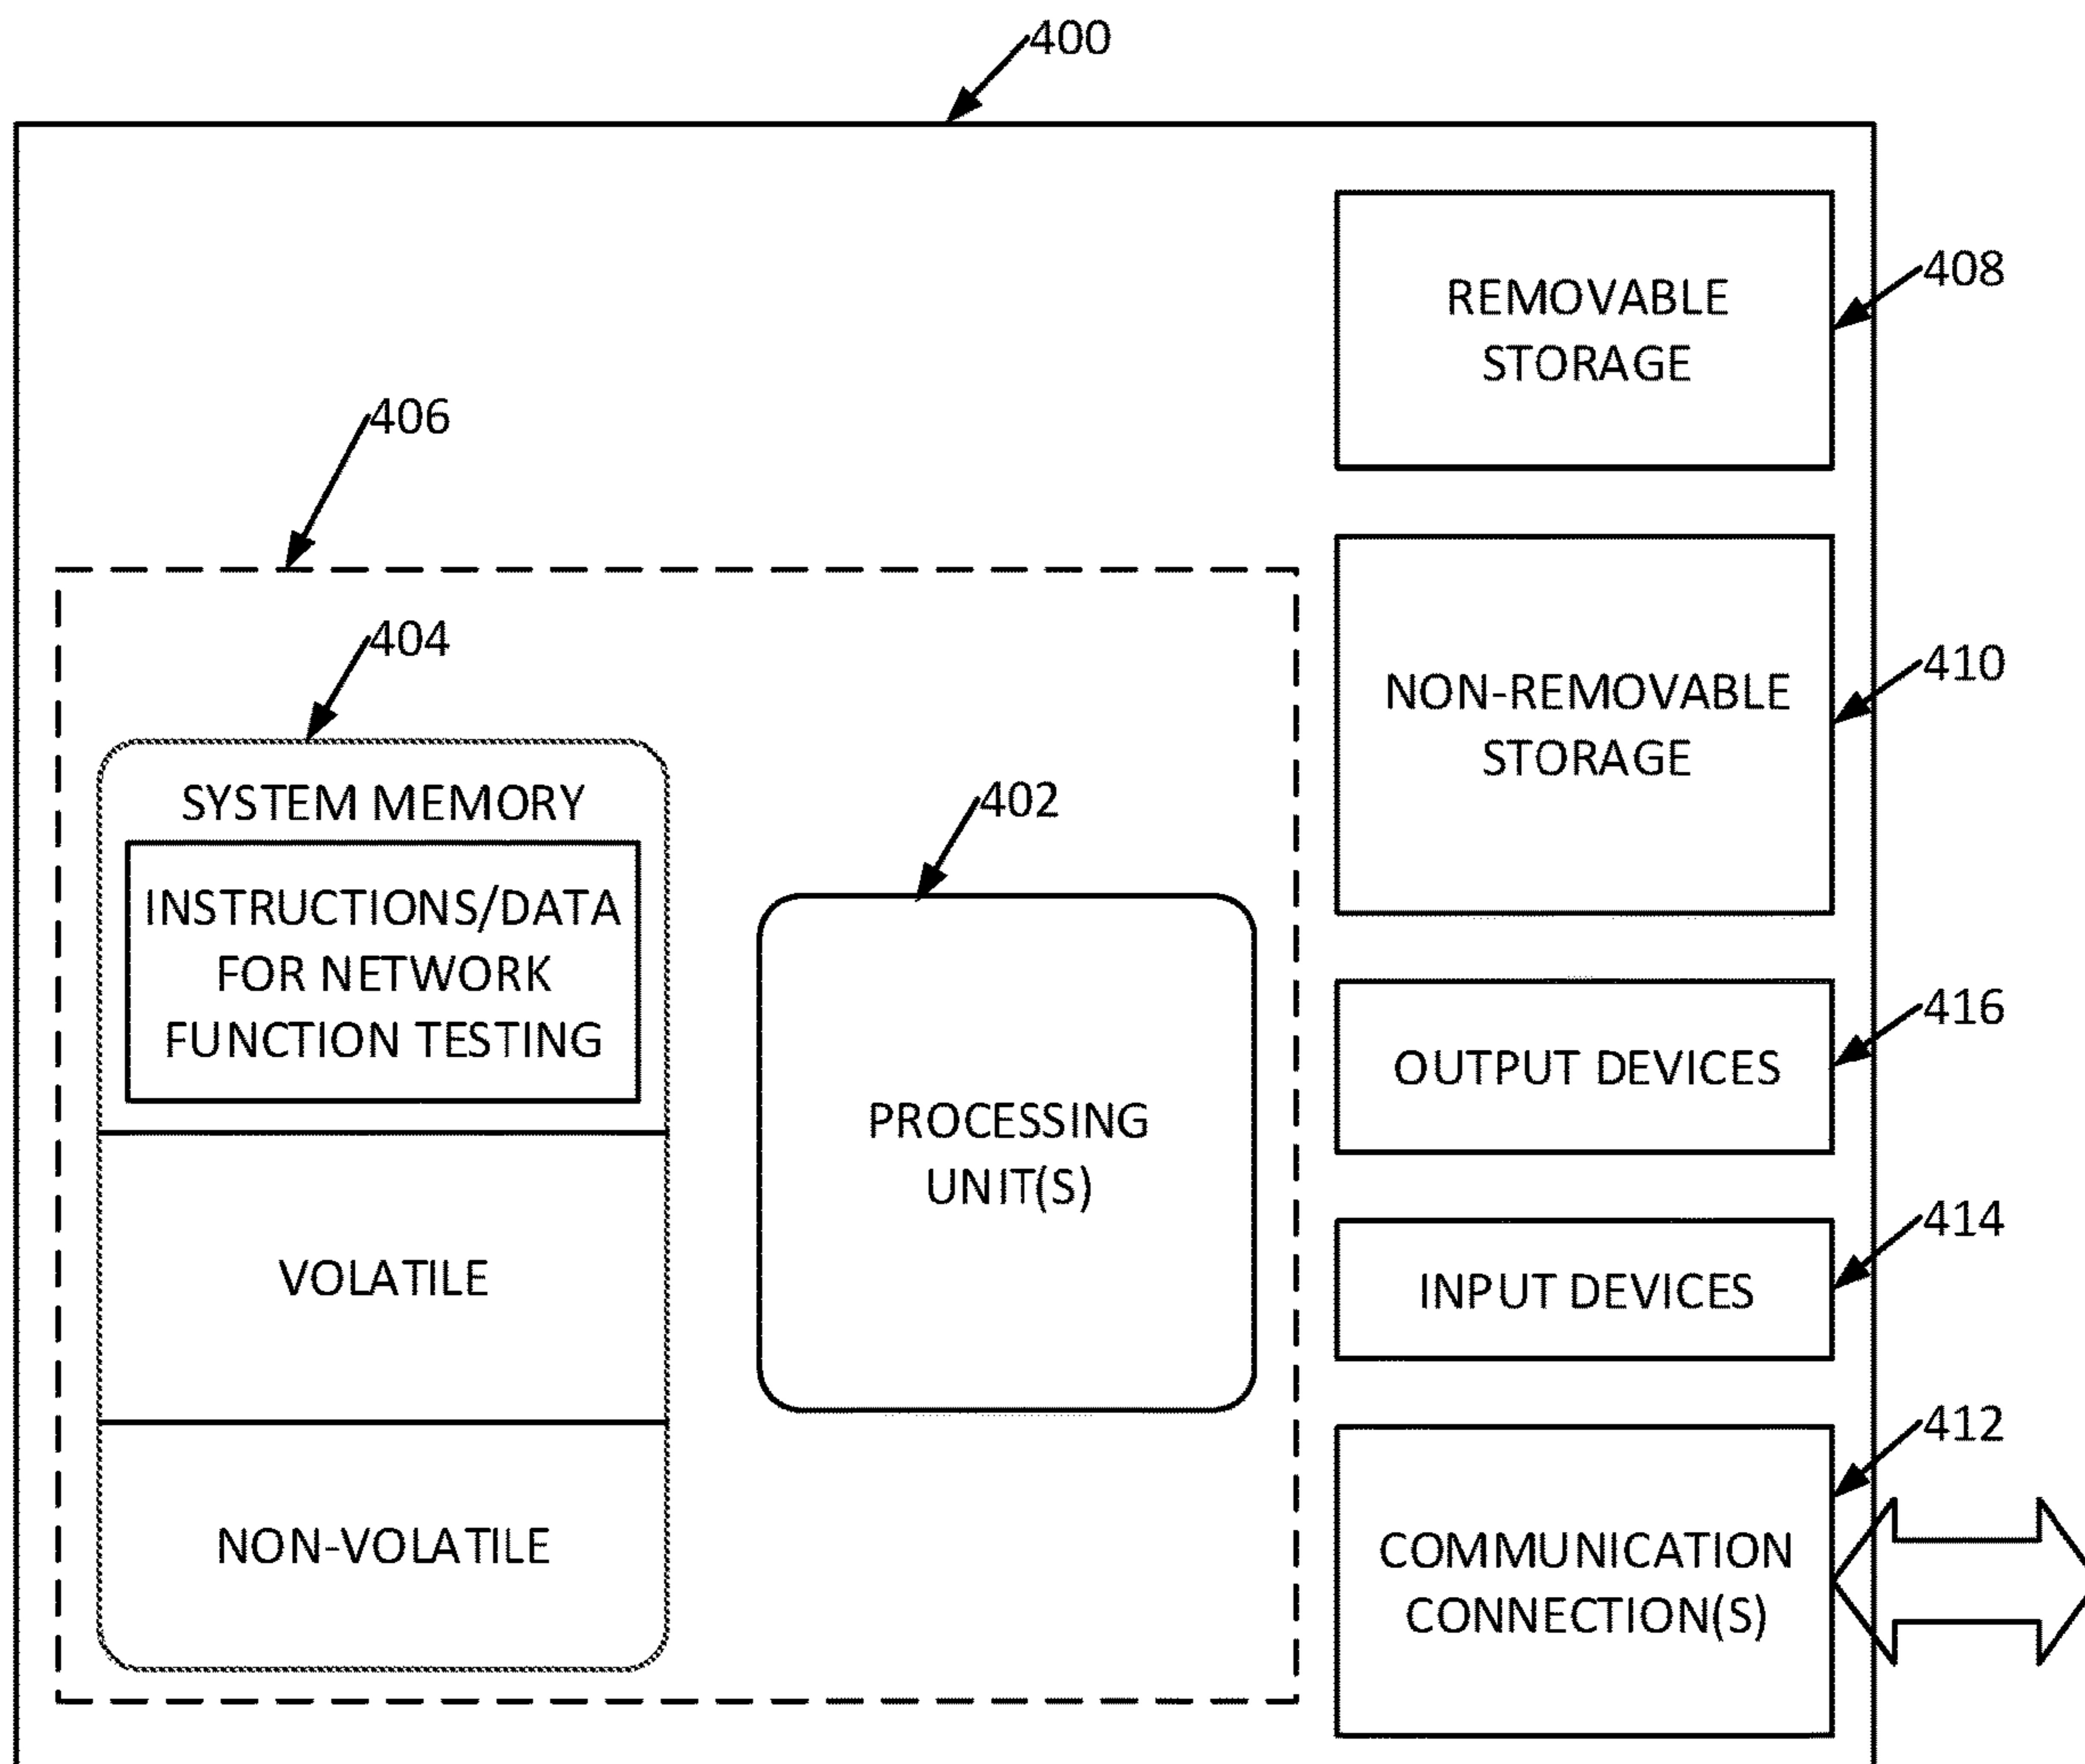 400
REMOVABLE
STORAGE
408
406
NON-REMOVABLE
STORAGE
410
404
SYSTEM MEMORY
INSTRUCTIONS/DATA
FOR NETWORK
FUNCTION TESTING
VOLATILE
NON-VOLATILE
402
PROCESSING
UNIT(S)
OUTPUT DEVICES
416
INPUT DEVICES
414
COMMUNICATION
CONNECTION(S)
412